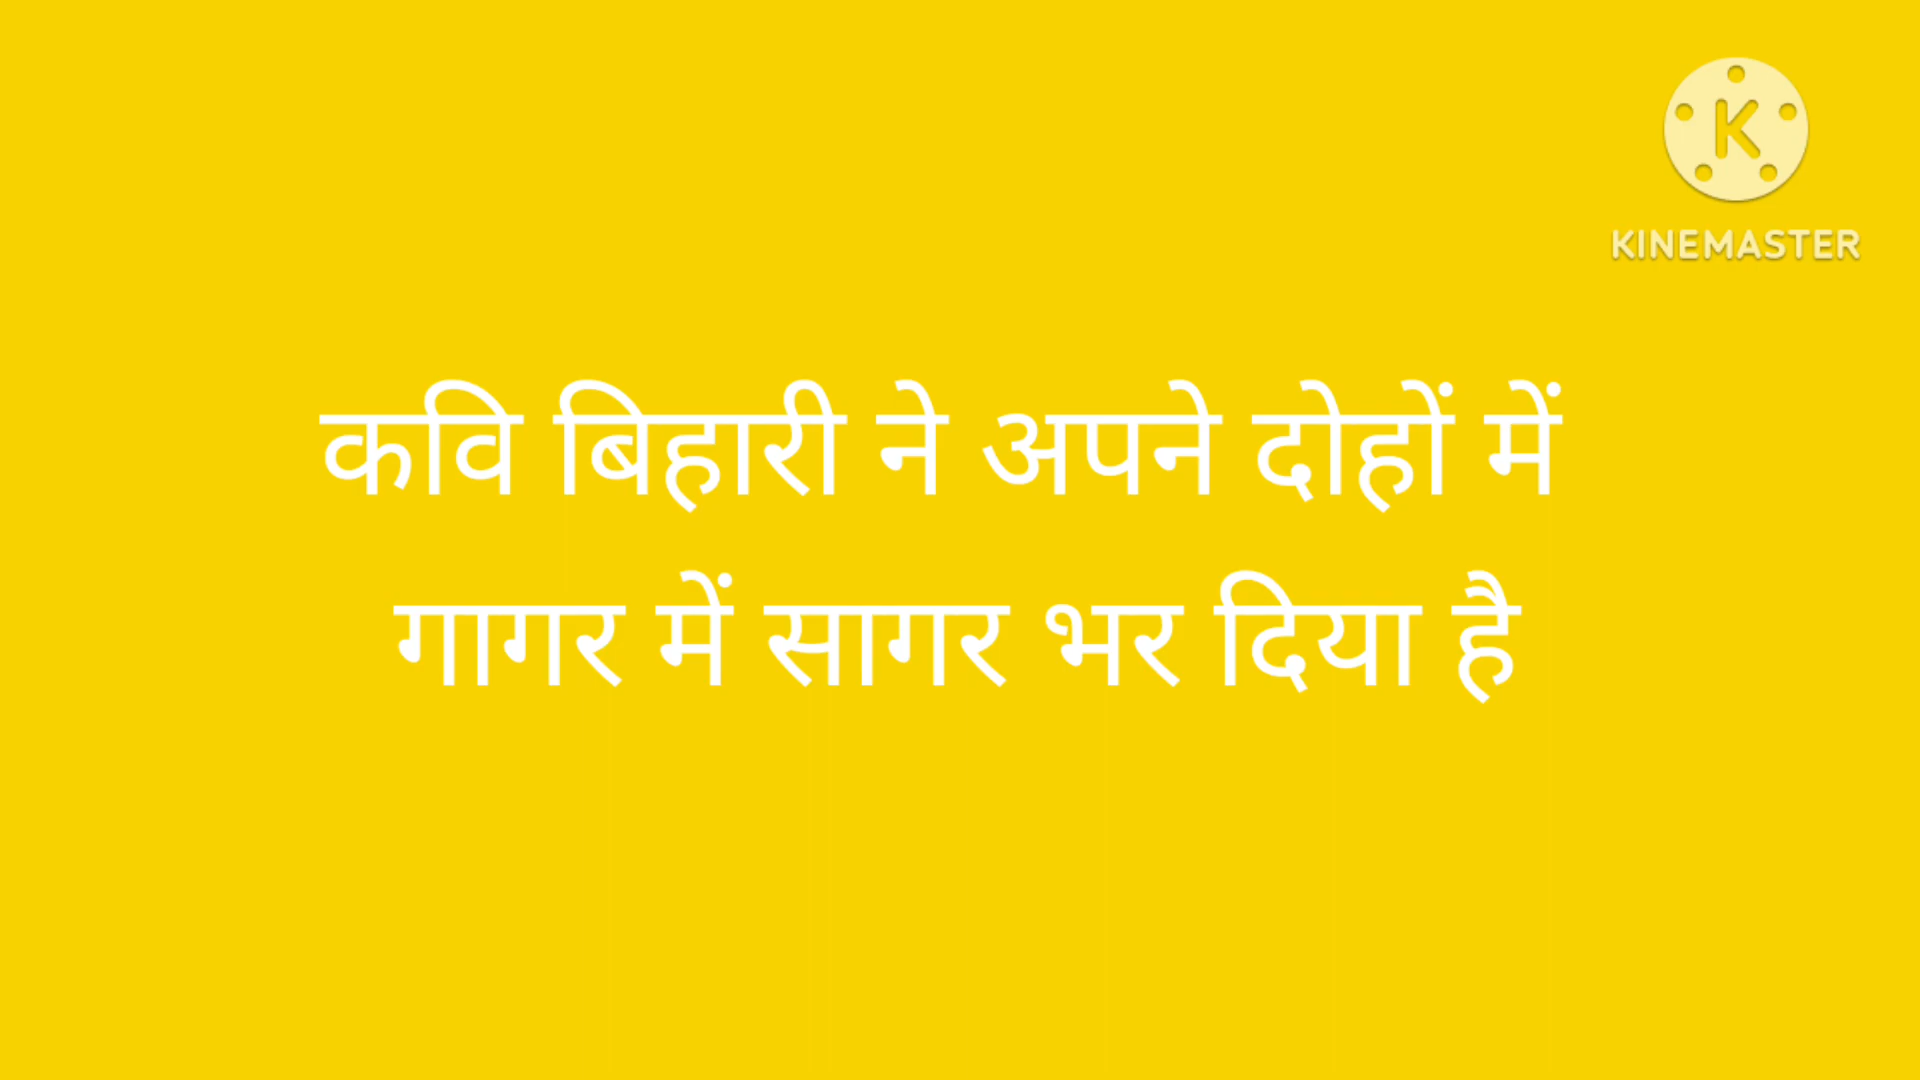 KINEMASTER
कवि बिहारी ने अपने दोहों में
गागर में सागर भर दिया है